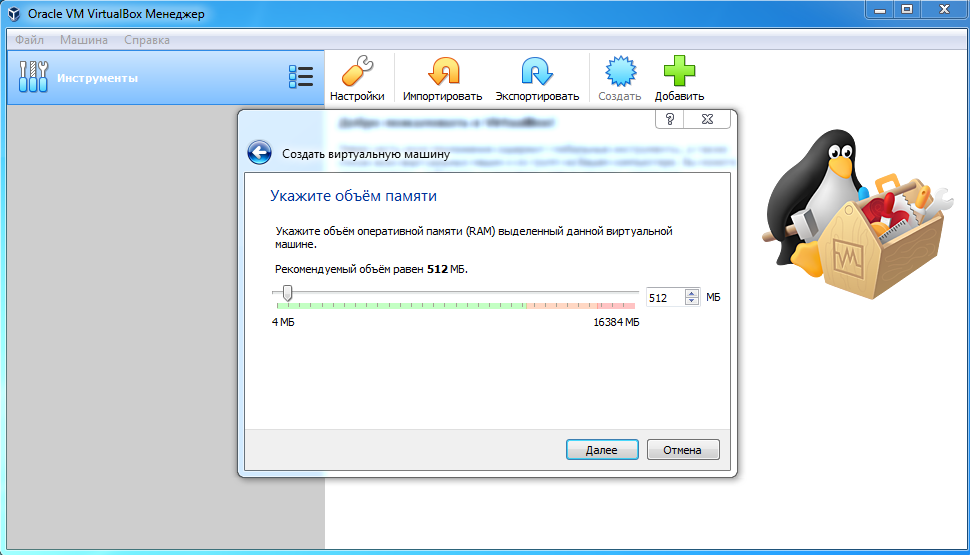 Oracle VM VirtualBox Менеджер
Файл Машина Справка
Инструменты
Настройки Импортировать Экспортировать Создать Добавить
Добро пожаловать в VirtualBox!
?
Создать виртуальную машину
Укажите объём памяти
Укажите объём оперативной памяти (RAM) выделенный данной виртуальной
машине.
Рекомендуемый объём равен 512 МБ.
512 МБ
4 МБ 16384 МБ
Далее Отмена